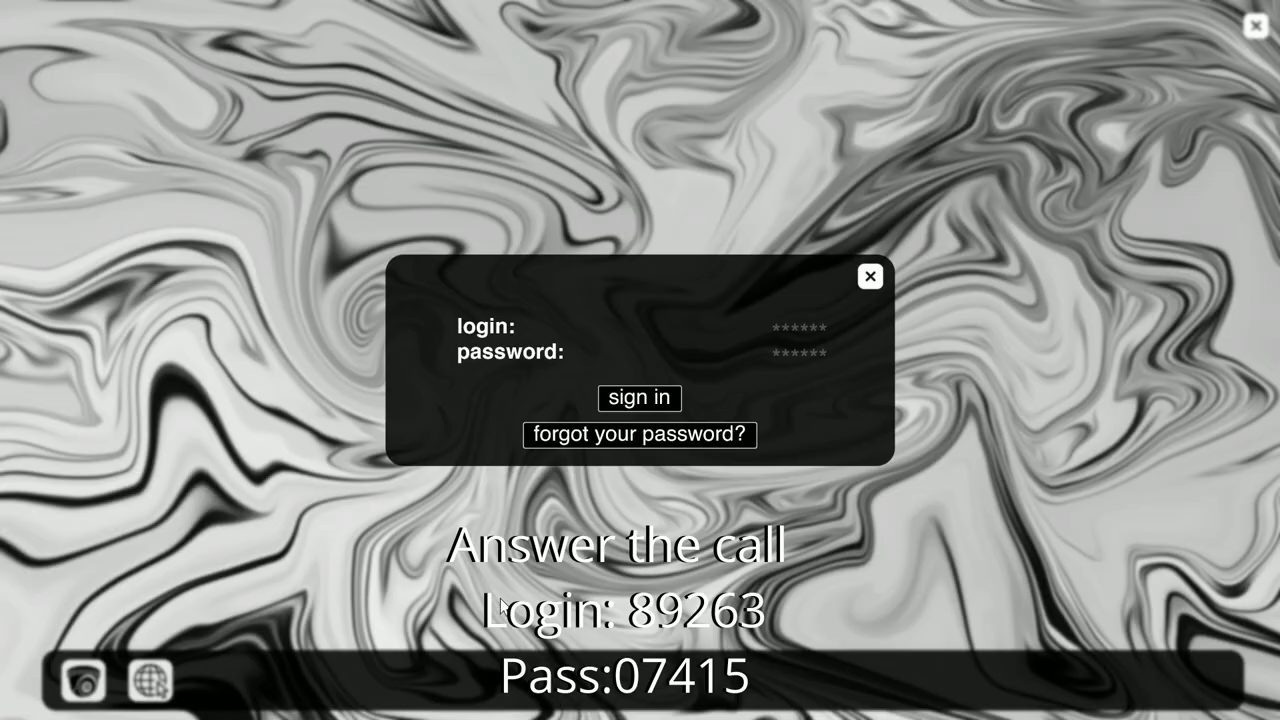 login: ******
password: ******
sign in
forgot your password?
Answer the call
Login: 89263
Pass:07415